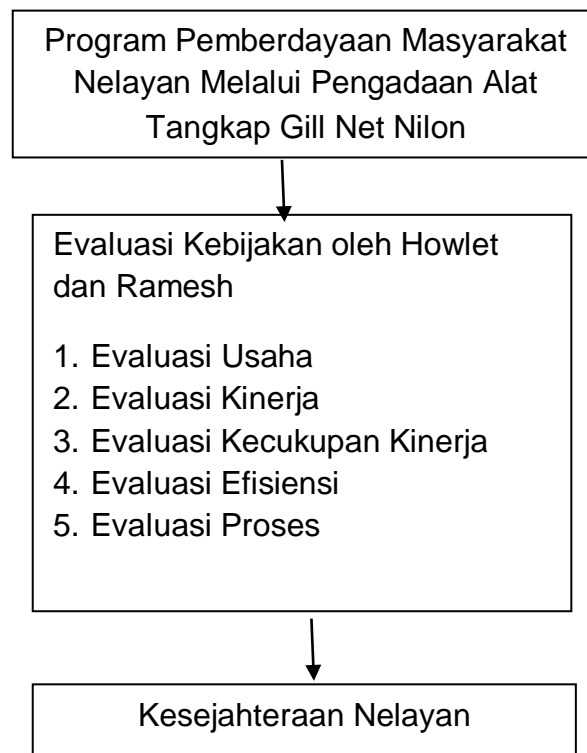 Program Pemberdayaan Masyarakat
Nelayan Melalui Pengadaan Alat
Tangkap Gill Net Nilon
Evaluasi Kebijakan oleh Howlet
dan Ramesh
1. Evaluasi Usaha
2. Evaluasi Kinerja
3. Evaluasi Kecukupan Kinerja
4. Evaluasi Efisiensi
5. Evaluasi Proses
Kesejahteraan Nelayan